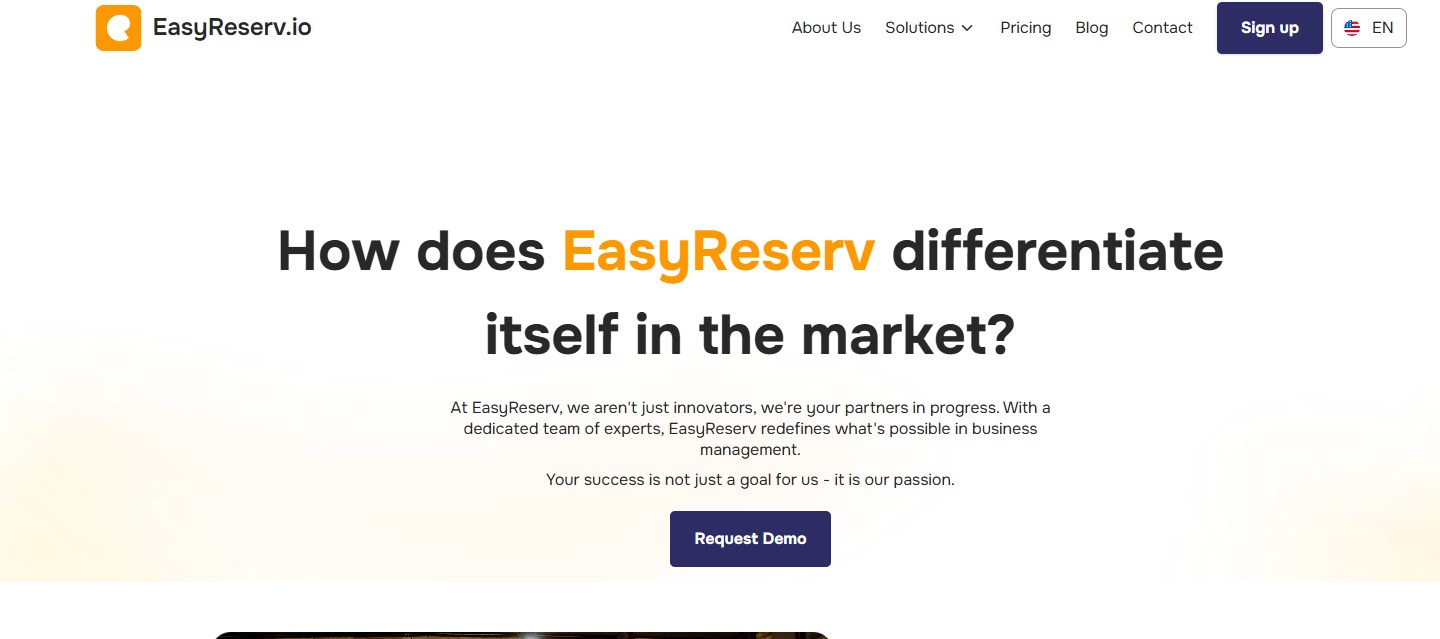 EasyReserv.io
About Us
Solutions
Pricing
Blog
Contact
Sign up
EN
How does EasyReserv differentiate
itself in the market?
At EasyReserv, we aren't just innovators, we're your partners in progress. With a
dedicated team of experts, EasyReserv redefines what's possible in business
management.
Your success is not just a goal for us - it is our passion.
Request Demo